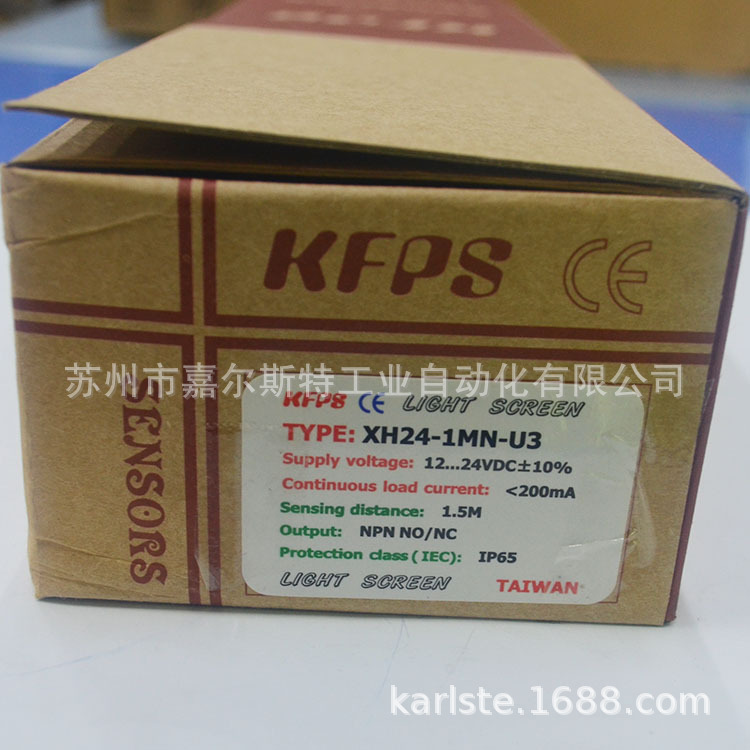 KFPS CE
苏州市嘉尔斯特工业自动化有限公司
SENSORS
KFPS CE LIGHT SCREEN
TYPE: XH24-1MN-U3
Supply voltage: 12...24VDC±10%
Continuous load current: <200mA
Sensing distance: 1.5M
Output: NPN NO/NC
Protection class ( IEC): IP65
LIGHT SCREEN TAIWAN
karlste.1688.com